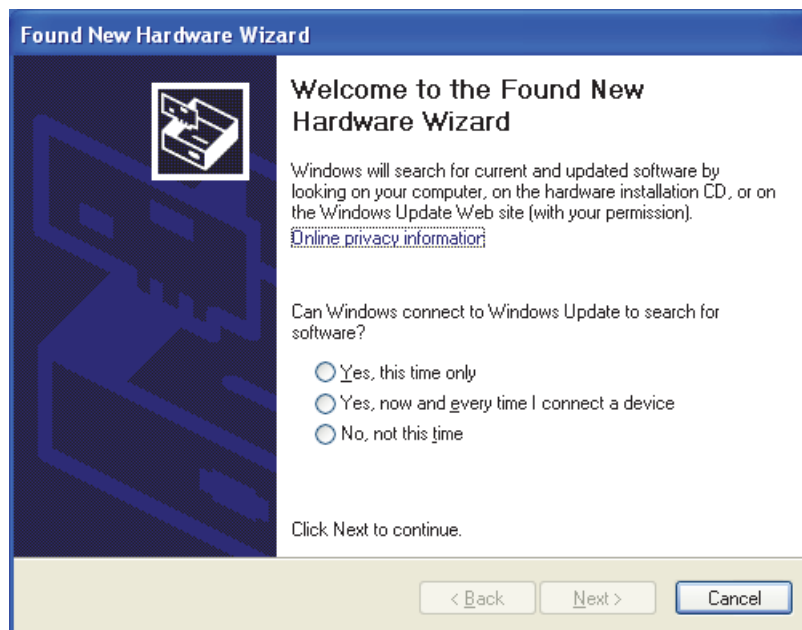 Found New Hardware Wizard
Welcome to the Found New
Hardware Wizard
Windows will search for current and updated software by
looking on your computer, on the hardware installation CD, or on
the Windows Update Web site (with your permission).
Online privacy information
Can Windows connect to Windows Update to search for
software?
Yes, this time only
Yes, now and every time I connect a device
No, not this time
Click Next to continue.
< Back Next > Cancel